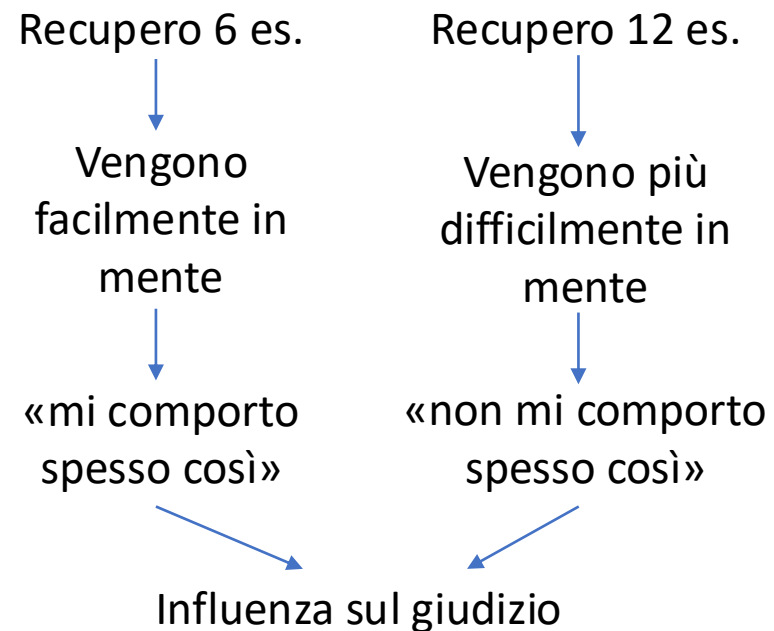 Recupero 6 es.
Recupero 12 es.
Vengono
facilmente in
mente
Vengono più
difficilmente in
mente
«mi comporto
spesso così»
«non mi comporto
spesso così»
Influenza sul giudizio